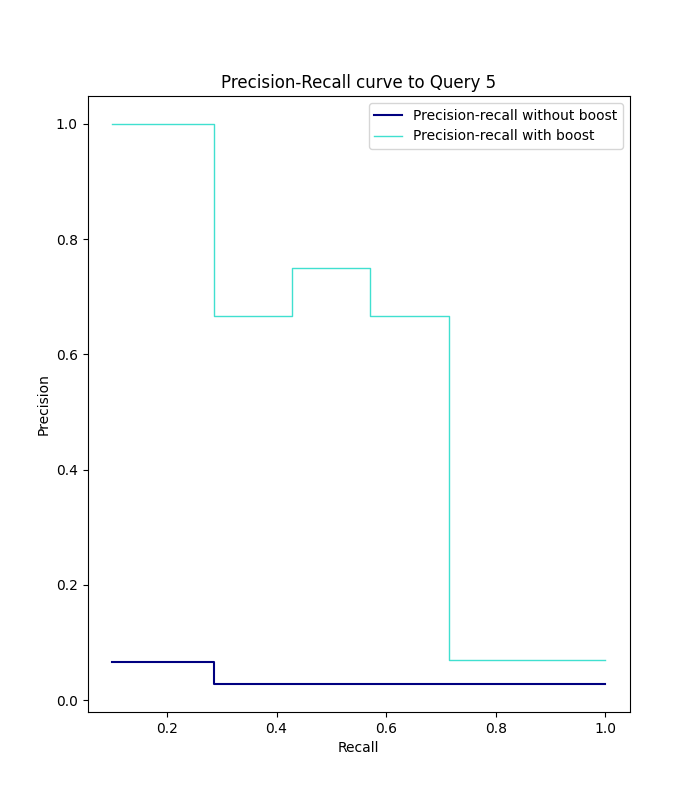 Precision-Recall curve to Query 5
Precision-recall without boost
Precision-recall with boost
1.0
0.8
0.6
0.4
0.2
0.0
Precision
0.2 0.4 0.6 0.8 1.0
Recall